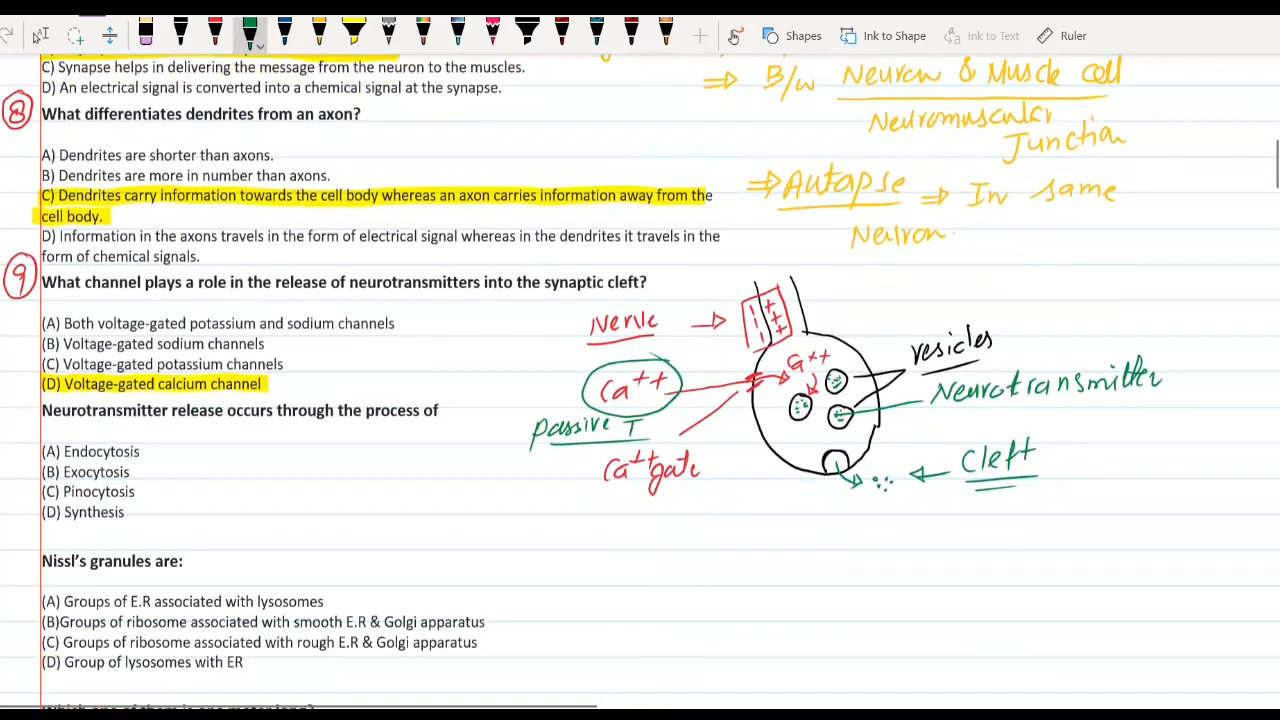 Shapes
Ink to Shape
Ink to Text
Ruler
C) Synapse helps in delivering the message from the neuron to the muscles.
D) An electrical signal is converted into a chemical signal at the synapse.
⇒ B/w Neuron & Muscle cell
Neuromuscular
Junction
8
What differentiates dendrites from an axon?
A) Dendrites are shorter than axons.
B) Dendrites are more in number than axons.
C) Dendrites carry information towards the cell body whereas an axon carries information away from the
cell body.
D) Information in the axons travels in the form of electrical signal whereas in the dendrites it travels in the
form of chemical signals.
⇒ Autapse ⇒ In same
Neuron.
9
What channel plays a role in the release of neurotransmitters into the synaptic cleft?
(A) Both voltage-gated potassium and sodium channels
(B) Voltage-gated sodium channels
(C) Voltage-gated potassium channels
(D) Voltage-gated calcium channel
Nerve →
Ca++
Passive T
Ca++ gate
Ca++
vesicles
Neurotransmitter
Cleft
Neurotransmitter release occurs through the process of
(A) Endocytosis
(B) Exocytosis
(C) Pinocytosis
(D) Synthesis
Nissl's granules are:
(A) Groups of E.R associated with lysosomes
(B)Groups of ribosome associated with smooth E.R & Golgi apparatus
(C) Groups of ribosome associated with rough E.R & Golgi apparatus
(D) Group of lysosomes with ER